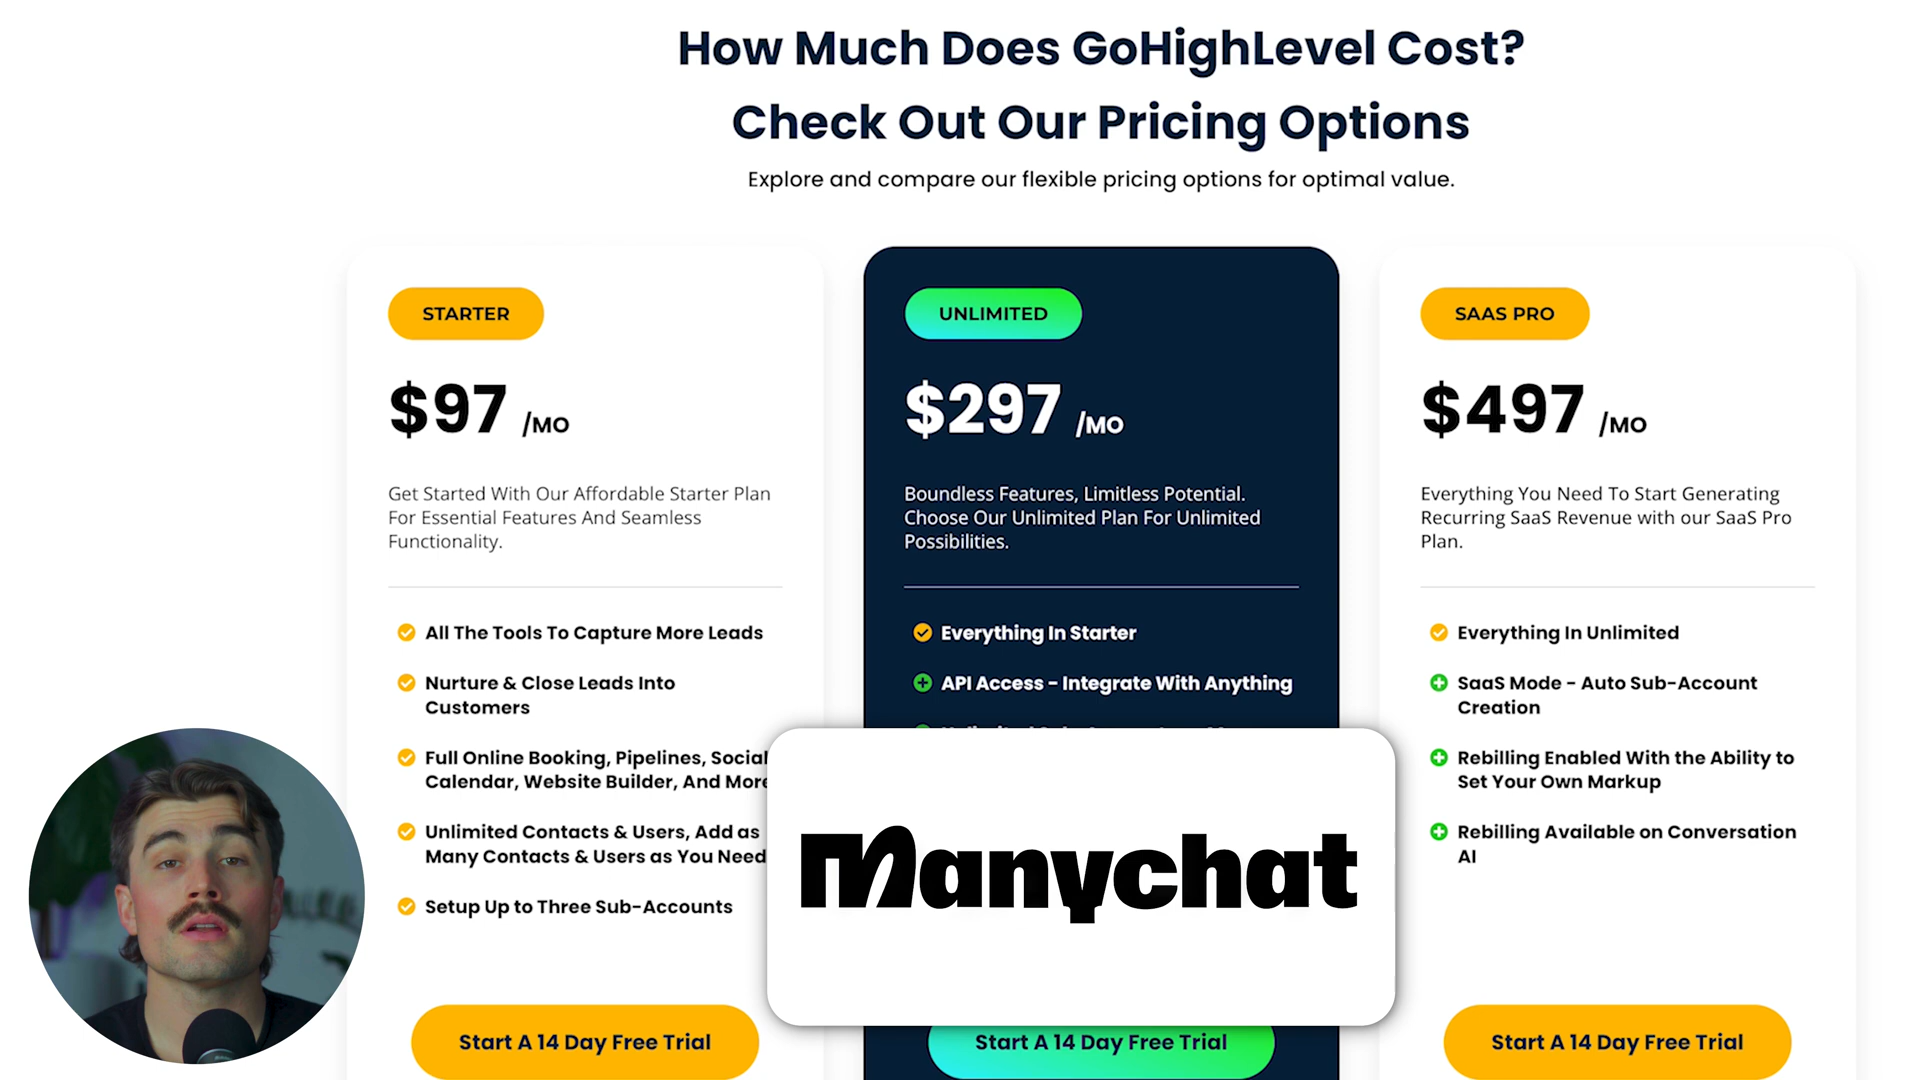 How Much Does GoHighLevel Cost?
Check Out Our Pricing Options
Explore and compare our flexible pricing options for optimal value.
STARTER
$97 /MO
Get Started With Our Affordable Starter Plan
For Essential Features And Seamless
Functionality.
All The Tools To Capture More Leads
Nurture & Close Leads Into
Customers
Full Online Booking, Pipelines, Social
Calendar, Website Builder, And More
Unlimited Contacts & Users, Add as
Many Contacts & Users as You Need
Setup Up to Three Sub-Accounts
Start A 14 Day Free Trial
UNLIMITED
$297 /MO
Boundless Features, Limitless Potential.
Choose Our Unlimited Plan For Unlimited
Possibilities.
Everything In Starter
API Access - Integrate With Anything
Manychat
Start A 14 Day Free Trial
SAAS PRO
$497 /MO
Everything You Need To Start Generating
Recurring SaaS Revenue with our SaaS Pro
Plan.
Everything In Unlimited
SaaS Mode - Auto Sub-Account
Creation
Rebilling Enabled With the Ability to
Set Your Own Markup
Rebilling Available on Conversation
AI
Start A 14 Day Free Trial